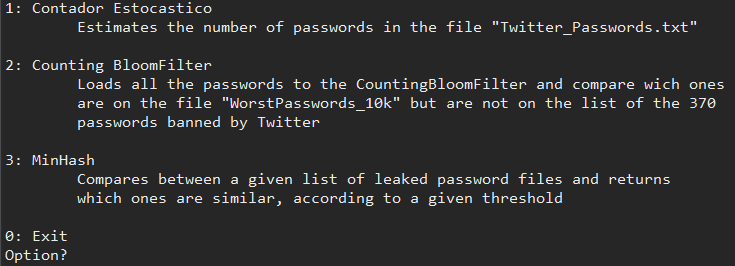 1: Contador Estocastico
Estimates the number of passwords in the file "Twitter_Passwords.txt"
2: Counting BloomFilter
Loads all the passwords to the CountingBloomFilter and compare wich ones
are on the file "WorstPasswords_10k" but are not on the list of the 370
passwords banned by Twitter
3: MinHash
Compares between a given list of leaked password files and returns
which ones are similar, according to a given threshold
0: Exit
Option?